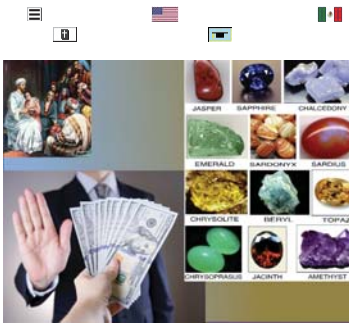 JASPER SAPPHIRE CHALCEDONY
EMERALD SARDONYX SARDIUS
CHRYSOLITE BERYL TOPAZ
CHRYSOPRASUS JACINTH AMETHYST